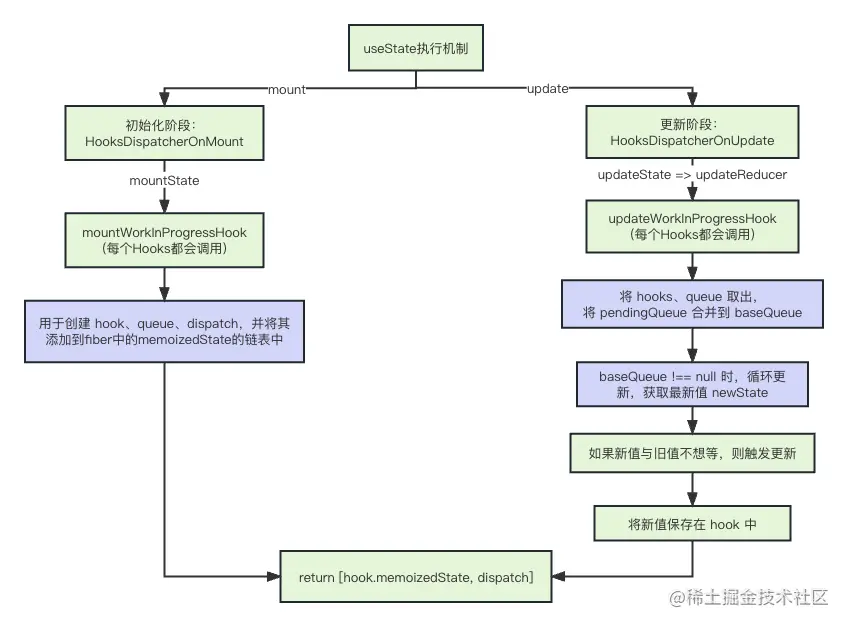 useState执行机制
mount
update
初始化阶段：
HooksDispatcherOnMount
更新阶段：
HooksDispatcherOnUpdate
mountState
updateState => updateReducer
mountWorkInProgressHook
（每个Hooks都会调用）
updateWorkInProgressHook
（每个Hooks都会调用）
用于创建 hook、queue、dispatch，并将其
添加到fiber中的memoizedState的链表中
将 hooks、queue 取出，
将 pendingQueue 合并到 baseQueue
baseQueue !== null 时，循环更
新，获取最新值 newState
如果新值与旧值不想等，则触发更新
将新值保存在 hook 中
return [hook.memoizedState, dispatch]
@稀土掘金技术社区